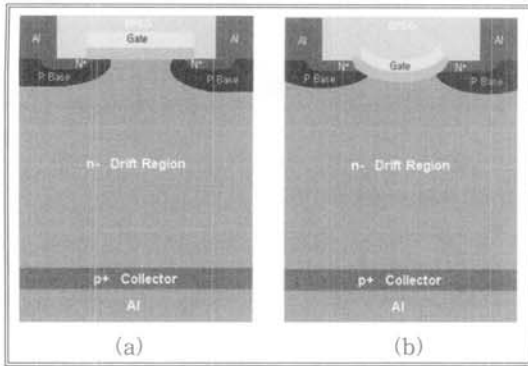 Al Gate Al
N+ N+
P Base P Base
n- Drift Region
p+ Collector
Al
(a)
Al Gate Al
N+ N+
P Base P Base
n- Drift Region
p+ Collector
Al
(b)